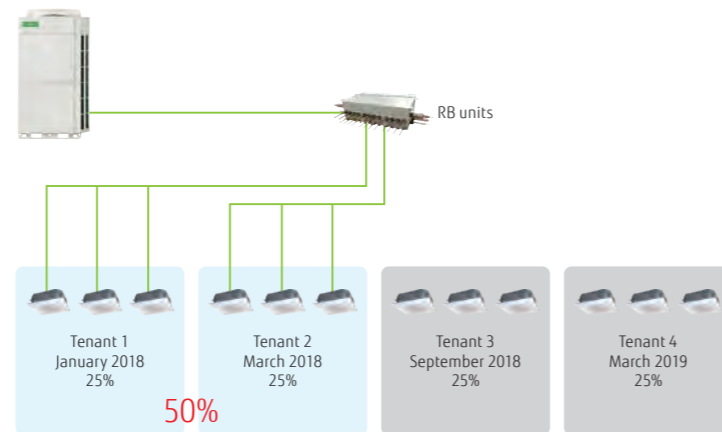 RB units
Tenant 1
January 2018
25%
Tenant 2
March 2018
25%
Tenant 3
September 2018
25%
Tenant 4
March 2019
25%
50%